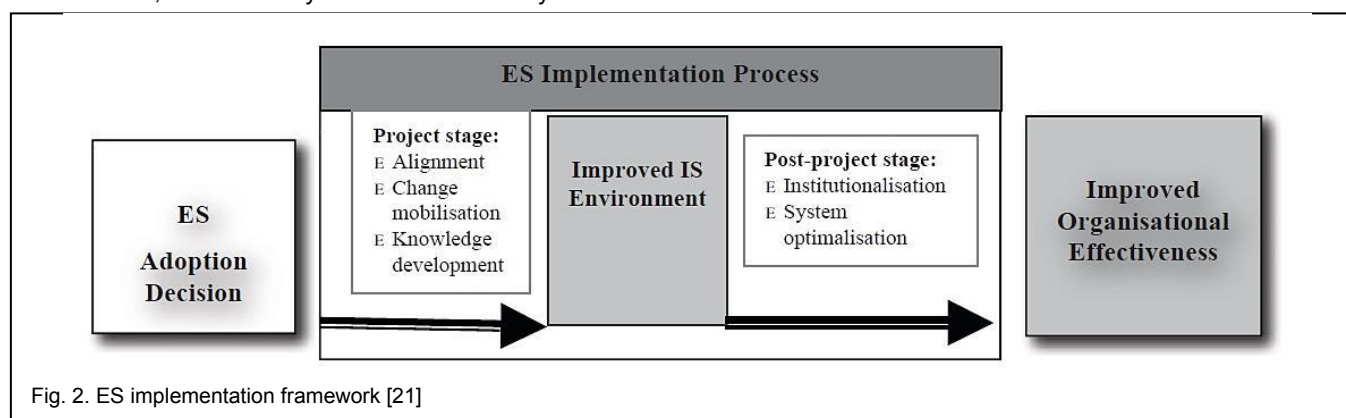 ES Implementation Process
ES
Adoption
Decision
Project stage:
E Alignment
E Change
mobilisation
E Knowledge
development
Improved IS
Environment
Post-project stage:
E Institutionalisation
E System
optimalisation
Improved
Organisational
Effectiveness
Fig. 2. ES implementation framework [21]